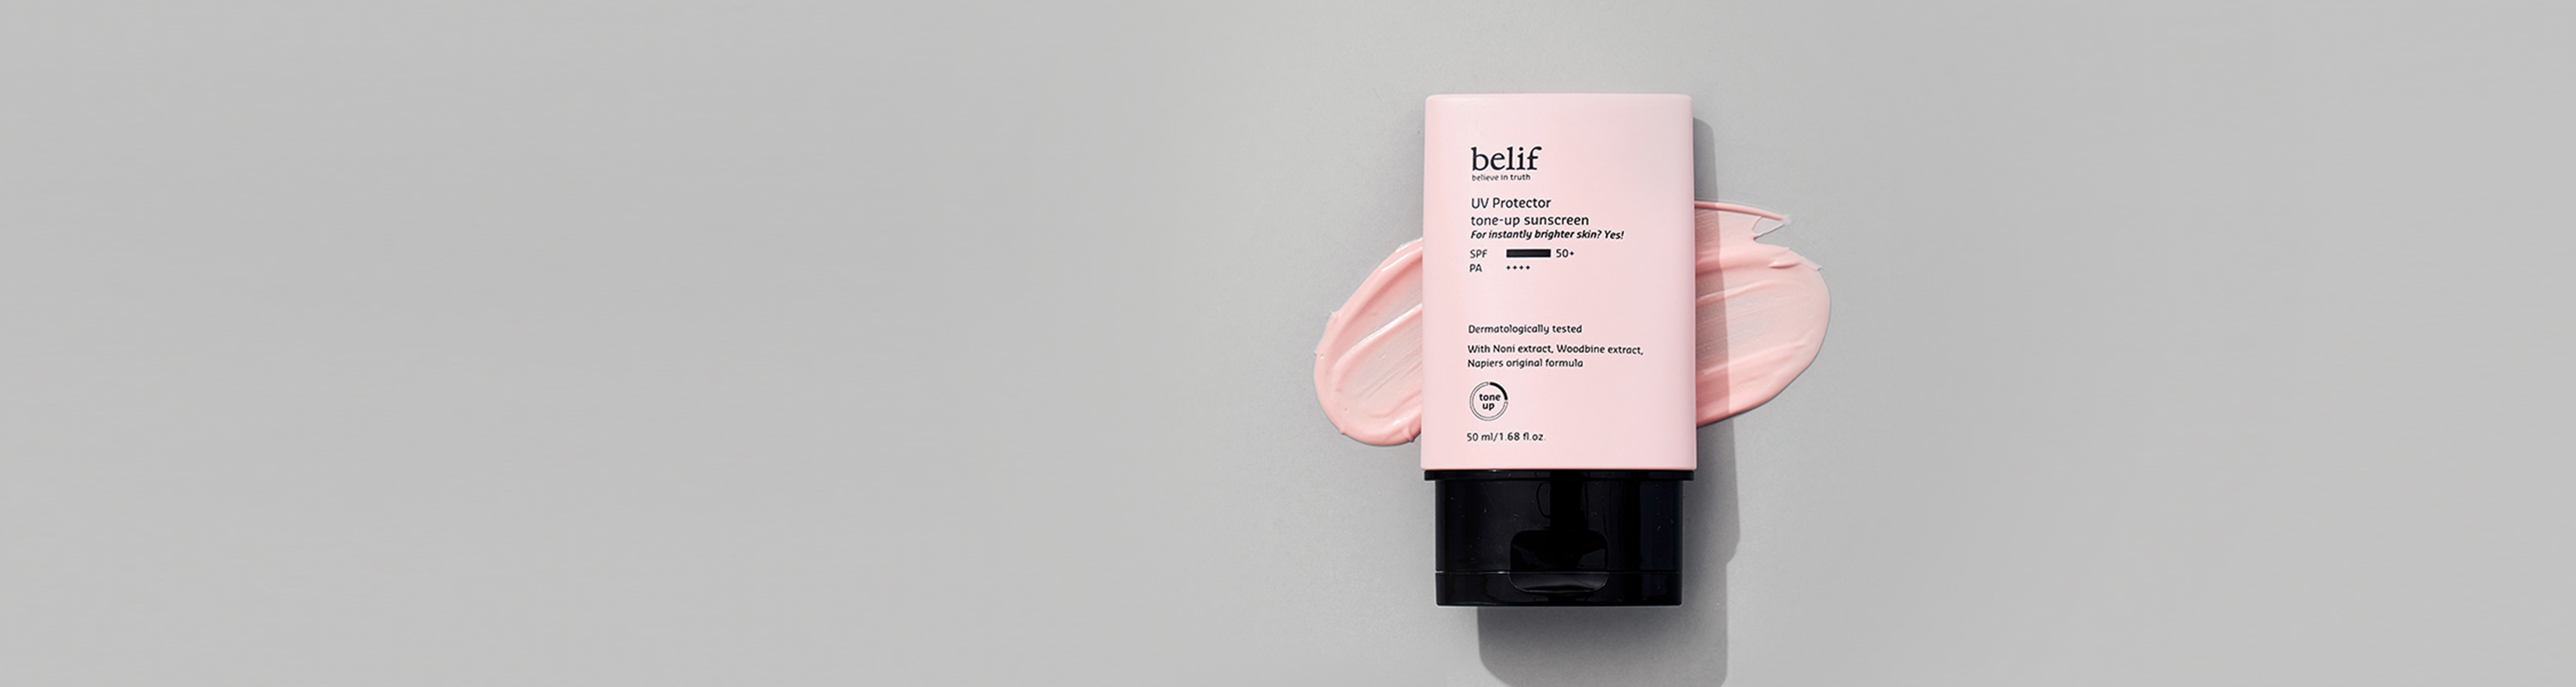 belif
believe in truth
UV Protector
tone-up sunscreen
For instantly brighter skin? Yes!
SPF 50+
PA ++++
Dermatologically tested
With Noni extract, Woodbine extract,
Napiers original formula
tone
up
50 ml/1.68 fl.oz.